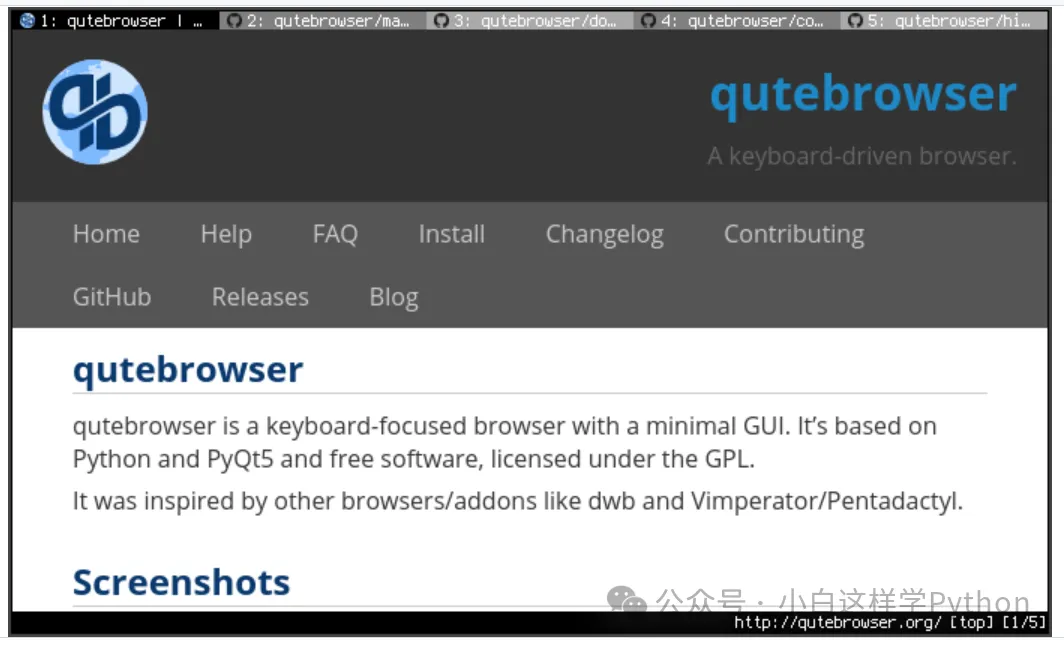 1: qutebrowser | … 2: qutebrowser/ma… 3: qutebrowser/do… 4: qutebrowser/co… 5: qutebrowser/hi…
qutebrowser
A keyboard-driven browser.
Home Help FAQ Install Changelog Contributing
GitHub Releases Blog
qutebrowser
qutebrowser is a keyboard-focused browser with a minimal GUI. It’s based on
Python and PyQt5 and free software, licensed under the GPL.
It was inspired by other browsers/addons like dwb and Vimperator/Pentadactyl.
Screenshots
公众号 · 小白这样学Python
http://qutebrowser.org/ [top] [1/5]